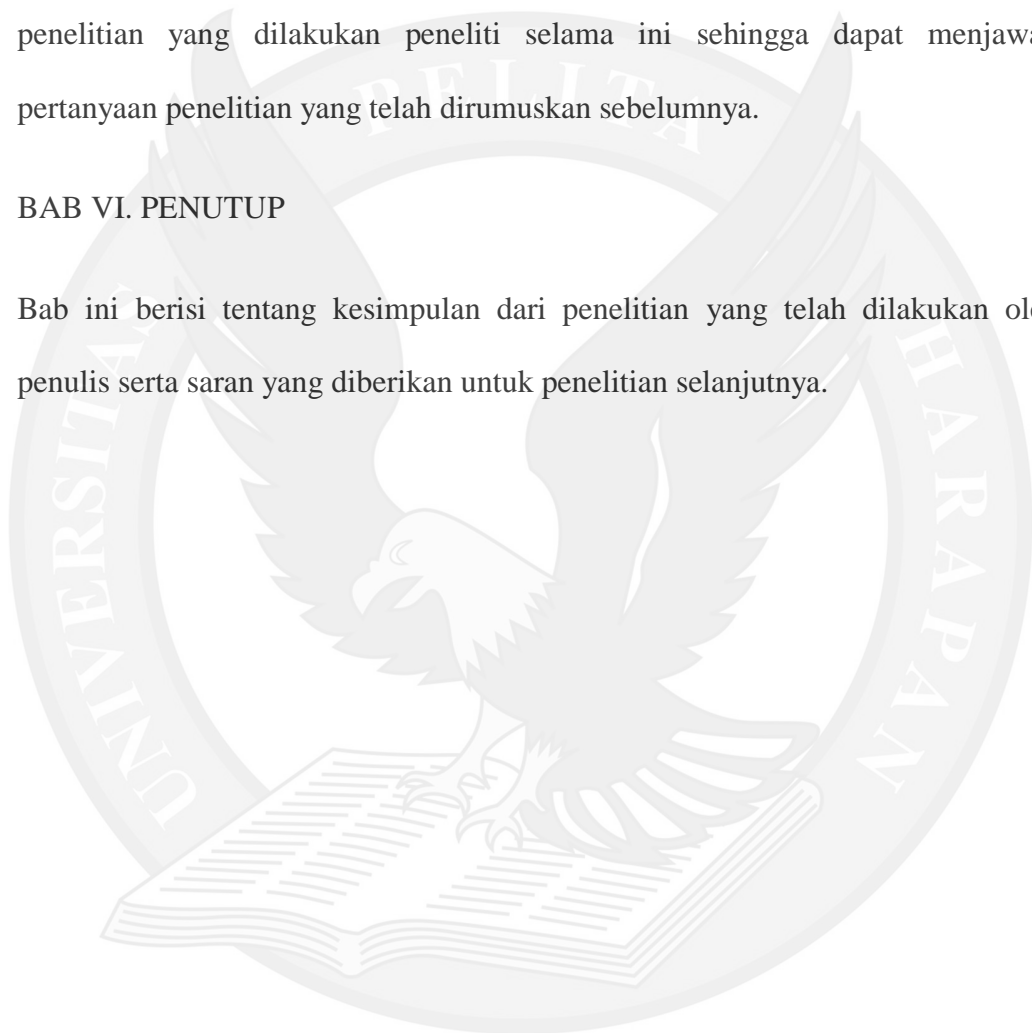 penelitian yang dilakukan peneliti selama ini sehingga dapat menjawa
pertanyaan penelitian yang telah dirumuskan sebelumnya.
BAB VI. PENUTUP
Bab ini berisi tentang kesimpulan dari penelitian yang telah dilakukan ole
penulis serta saran yang diberikan untuk penelitian selanjutnya.
UNIVERSITAS PELITA HARAPAN